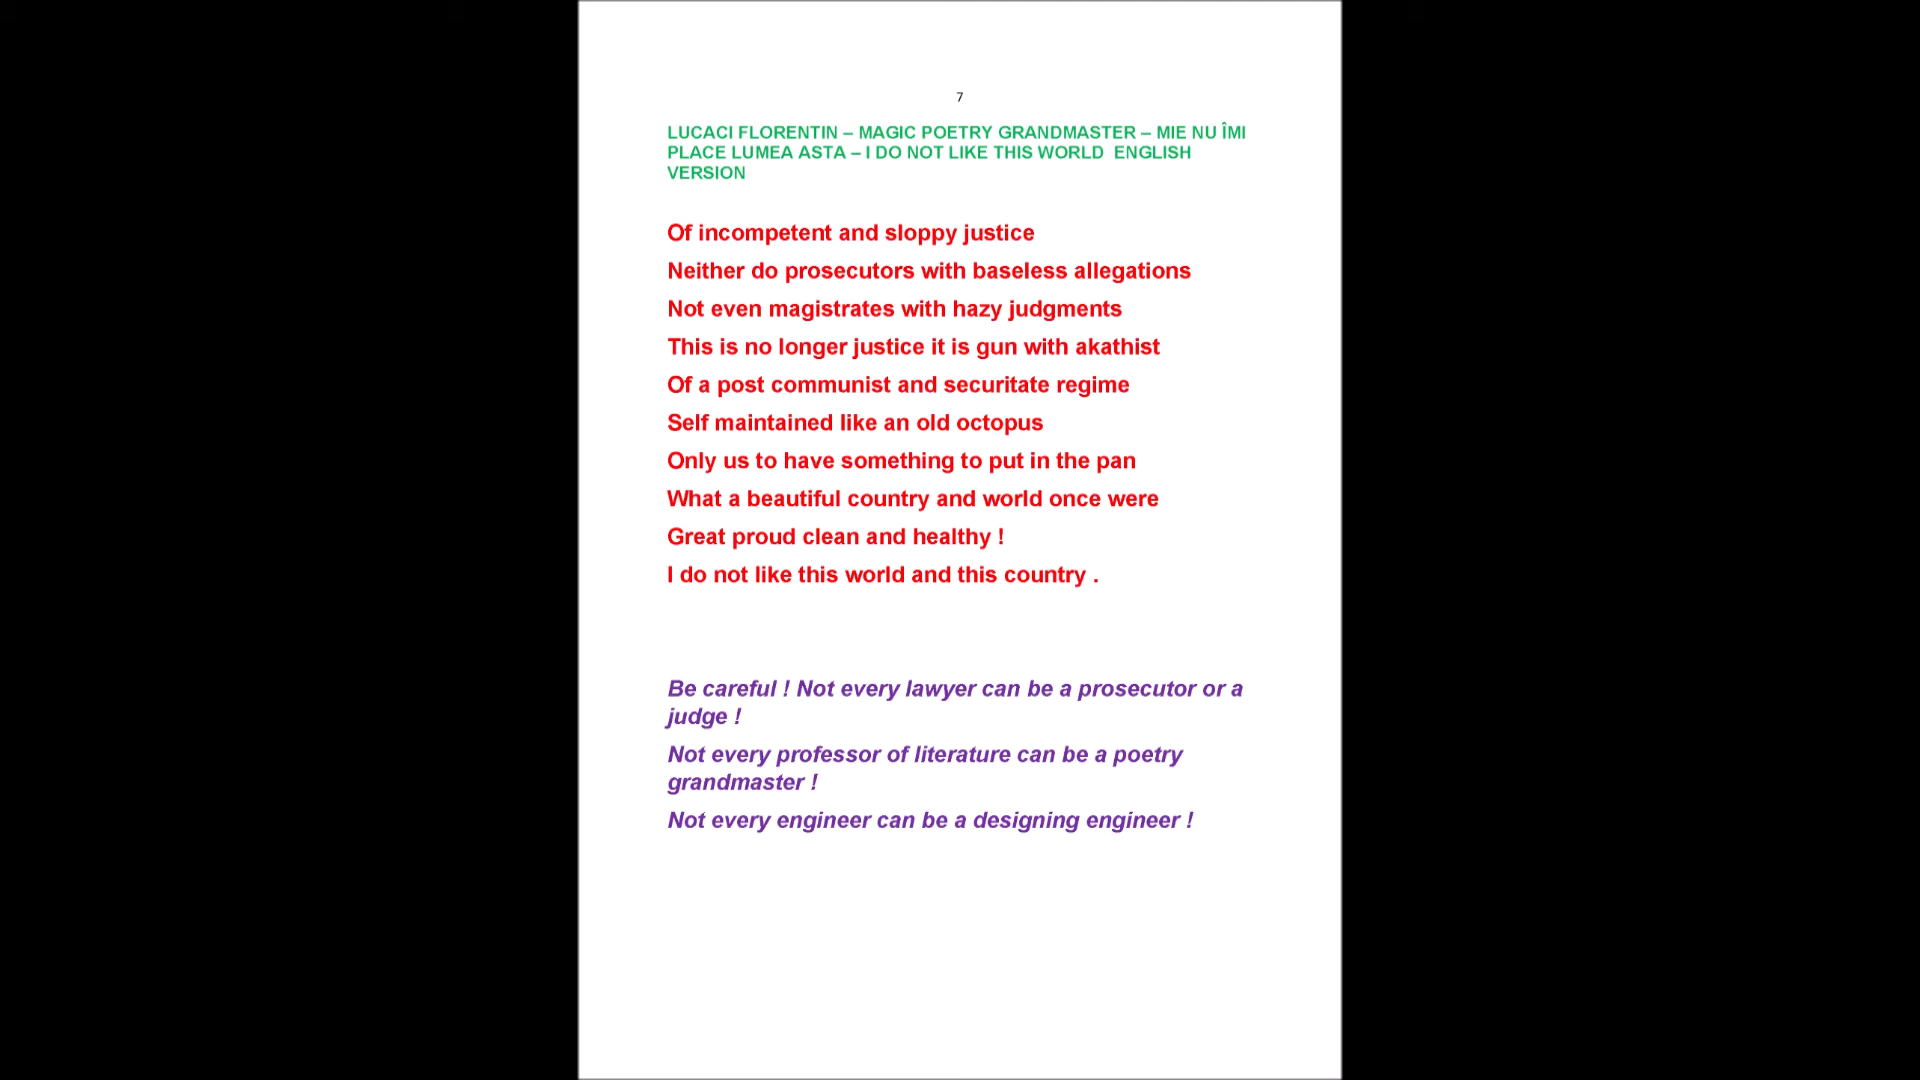 7
LUCACI FLORENTIN – MAGIC POETRY GRANDMASTER – MIE NU ÎMI
PLACE LUMEA ASTA – I DO NOT LIKE THIS WORLD  ENGLISH
VERSION
Of incompetent and sloppy justice
Neither do prosecutors with baseless allegations
Not even magistrates with hazy judgments
This is no longer justice it is gun with akathist
Of a post communist and securitate regime
Self maintained like an old octopus
Only us to have something to put in the pan
What a beautiful country and world once were
Great proud clean and healthy !
I do not like this world and this country .
Be careful ! Not every lawyer can be a prosecutor or a
judge !
Not every professor of literature can be a poetry
grandmaster !
Not every engineer can be a designing engineer !